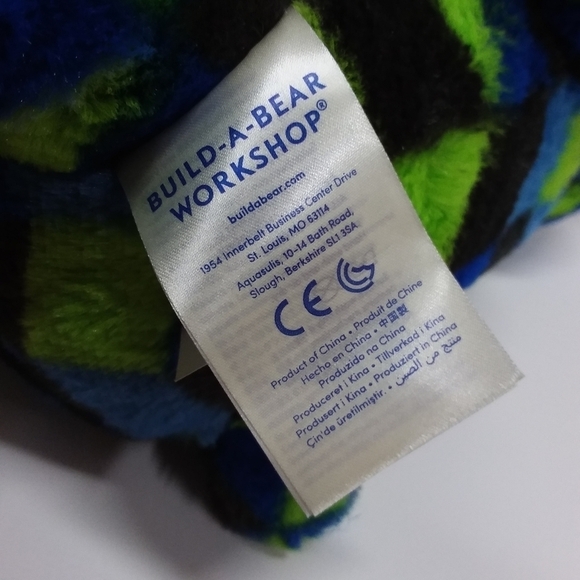 BUILD-A-BEAR
WORKSHOP®
buildabear.com
1954 Innerbelt Business Center Drive
St. Louis, MO 63114
Aquasulis, 10-14 Bath Road,
Slough, Berkshire SL1 3SA
CE
Product of China • Produit de Chine
Hecho en China • 中国製
Produzido na China
Produceret i Kina • Tillverkad i Kina
Produsert i Kina • Produziert in China
Çin'de üretilmiştir. • منتج من الصين